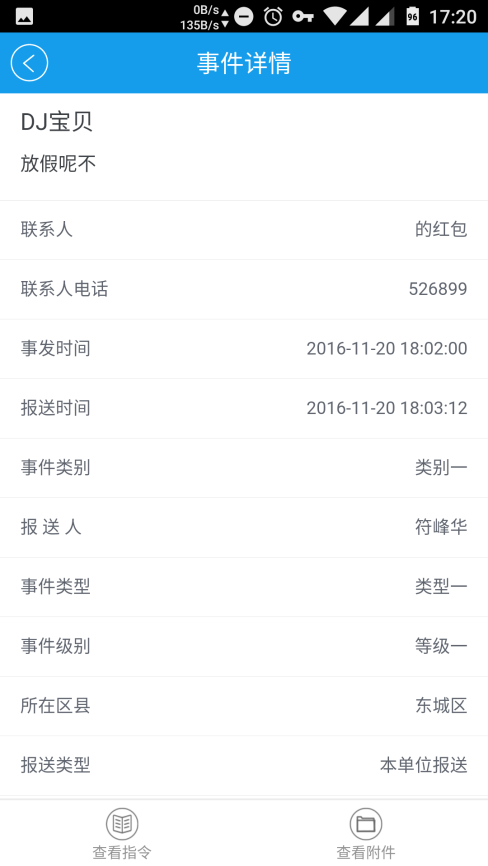 0B/s
135B/s
96
17:20
事件详情
DJ宝贝
放假呢不
联系人 的红包
联系人电话 526899
事发时间 2016-11-20 18:02:00
报送时间 2016-11-20 18:03:12
事件类别 类别一
报 送 人 符峰华
事件类型 类型一
事件级别 等级一
所在区县 东城区
报送类型 本单位报送
查看指令 查看附件